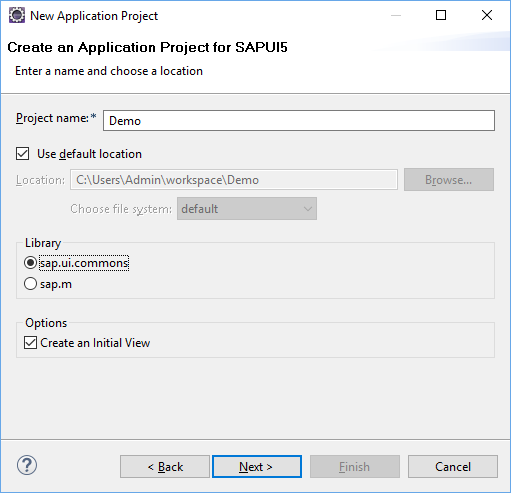 New Application Project
Create an Application Project for SAPUI5
Enter a name and choose a location
Project name:* Demo
Use default location
Location: C:\Users\Admin\workspace\Demo Browse...
Choose file system: default
Library
sap.ui.commons
sap.m
Options
Create an Initial View
? < Back Next > Finish Cancel